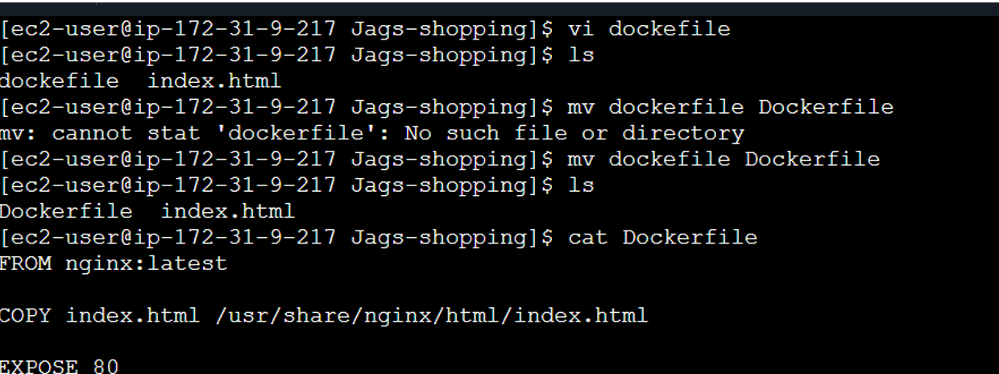 [ec2-user@ip-172-31-9-217 Jags-shopping]$ vi dockefile
[ec2-user@ip-172-31-9-217 Jags-shopping]$ ls
dockefile  index.html
[ec2-user@ip-172-31-9-217 Jags-shopping]$ mv dockerfile Dockerfile
mv: cannot stat 'dockerfile': No such file or directory
[ec2-user@ip-172-31-9-217 Jags-shopping]$ mv dockefile Dockerfile
[ec2-user@ip-172-31-9-217 Jags-shopping]$ ls
Dockerfile  index.html
[ec2-user@ip-172-31-9-217 Jags-shopping]$ cat Dockerfile
FROM nginx:latest
COPY index.html /usr/share/nginx/html/index.html
EXPOSE 80